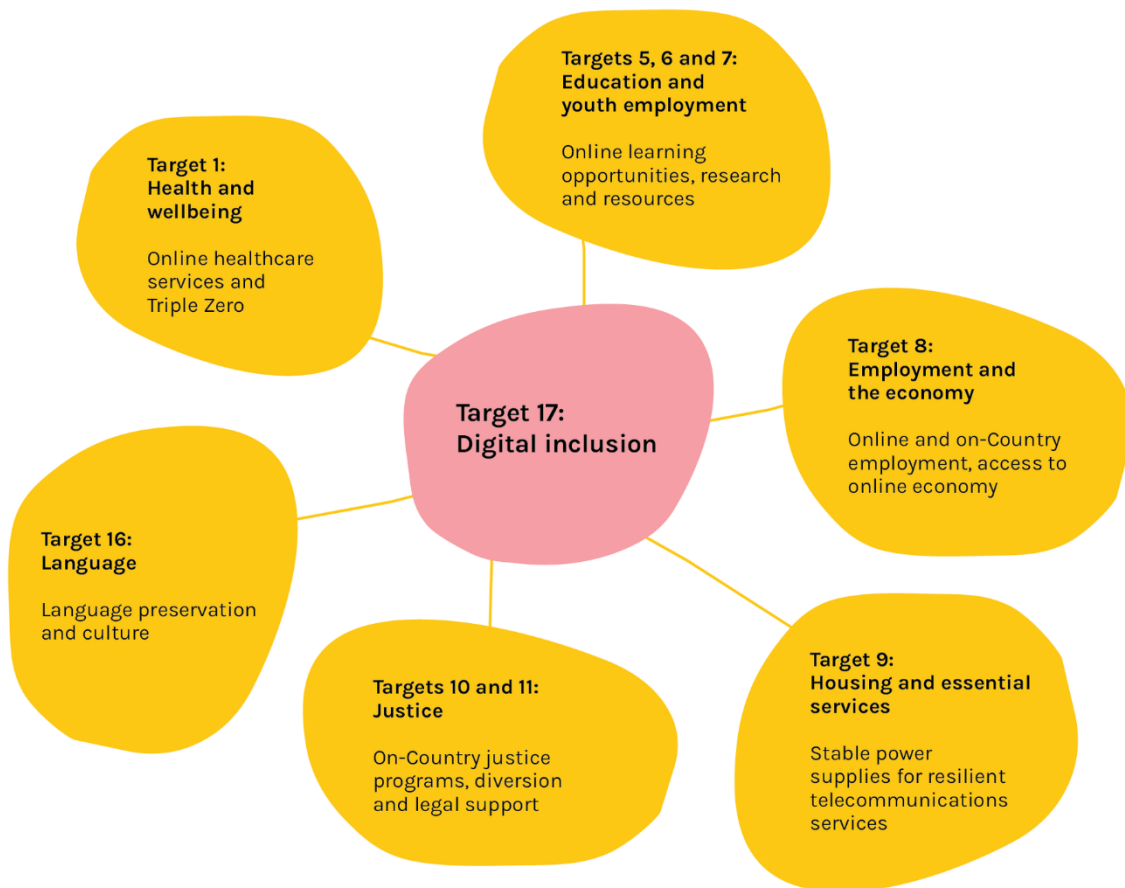 Targets 5, 6 and 7:
Education and
youth employment
Online learning
opportunities, research
and resources
Target 1:
Health and
wellbeing
Online healthcare
services and
Triple Zero
Target 17:
Digital inclusion
Target 8:
Employment and
the economy
Online and on-Country
employment, access to
online economy
Target 16:
Language
Language preservation
and culture
Targets 10 and 11:
Justice
On-Country justice
programs, diversion
and legal support
Target 9:
Housing and essential
services
Stable power
supplies for resilient
telecommunications
services